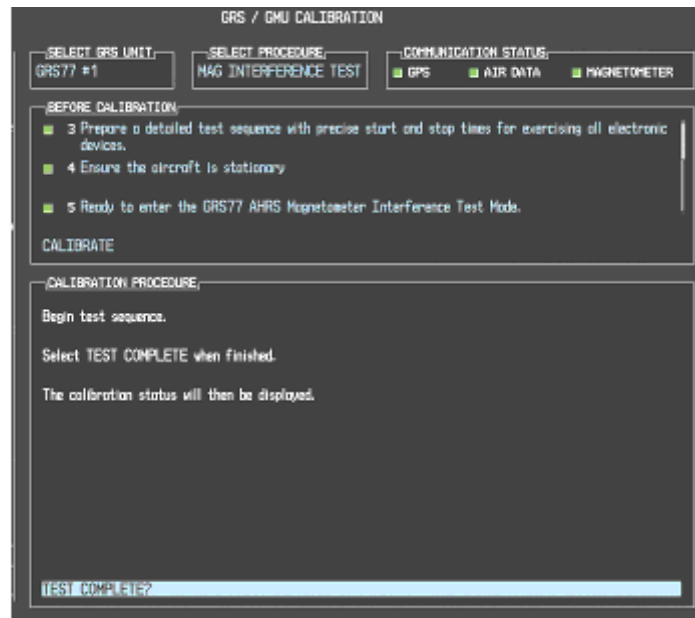 GRS / GMU CALIBRATION
SELECT GRS UNIT
SELECT PROCEDURE
COMMUNICATION STATUS
GRS77 #1
MAG INTERFERENCE TEST
GPS
AIR DATA
MAGNETOMETER
BEFORE CALIBRATION
3 Prepare a detailed test sequence with precise start and stop times for exercising all electronic
devices.
4 Ensure the aircraft is stationary
5 Ready to enter the GRS77 AHRS Magnetometer Interference Test Mode.
CALIBRATE
CALIBRATION PROCEDURE
Begin test sequence.
Select TEST COMPLETE when finished.
The calibration status will then be displayed.
TEST COMPLETE?